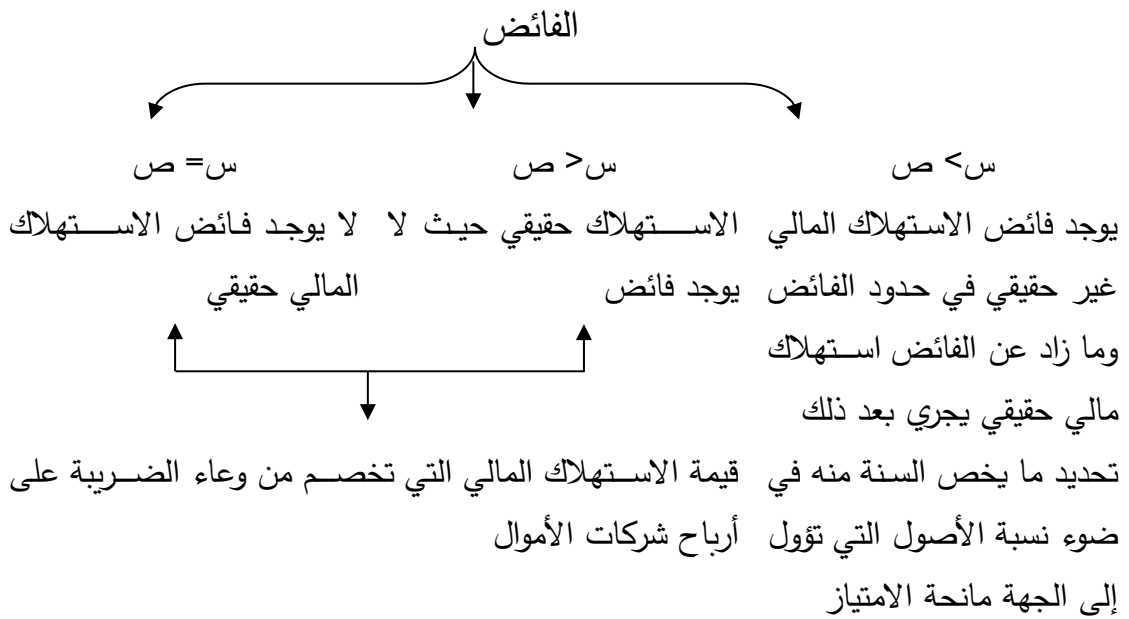 الفائض
س> ص
س< ص
س= ص
يوجد فائض الاستهلاك المالي
غير حقيقي في حدود الفائض
وما زاد عن الفائض استهلاك
مالي حقيقي يجري بعد ذلك
تحديد ما يخص السنة منه في
ضوء نسبة الأصول التي تؤول
إلى الجهة مانحة الامتياز
الاستهلاك حقيقي حيث لا
يوجد فائض
لا يوجد فائض الاستهلاك
المالي حقيقي
قيمة الاستهلاك المالي التي تخصم من وعاء الضريبة على
أرباح شركات الأموال